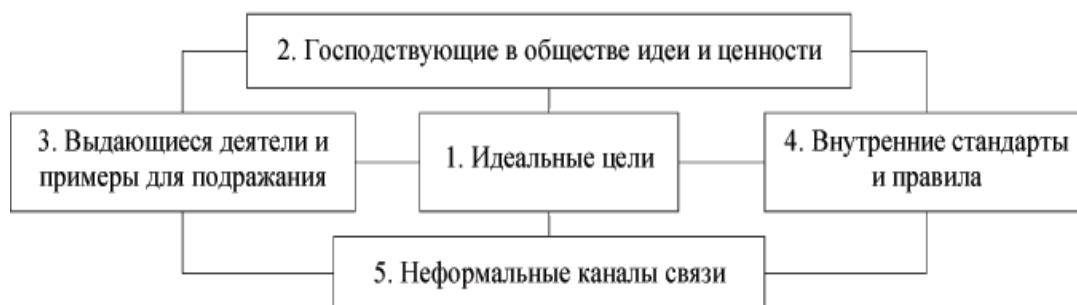 2. Господствующие в обществе идеи и ценности
3. Выдающиеся деятели и
примеры для подражания
1. Идеальные цели
4. Внутренние стандарты
и правила
5. Неформальные каналы связи